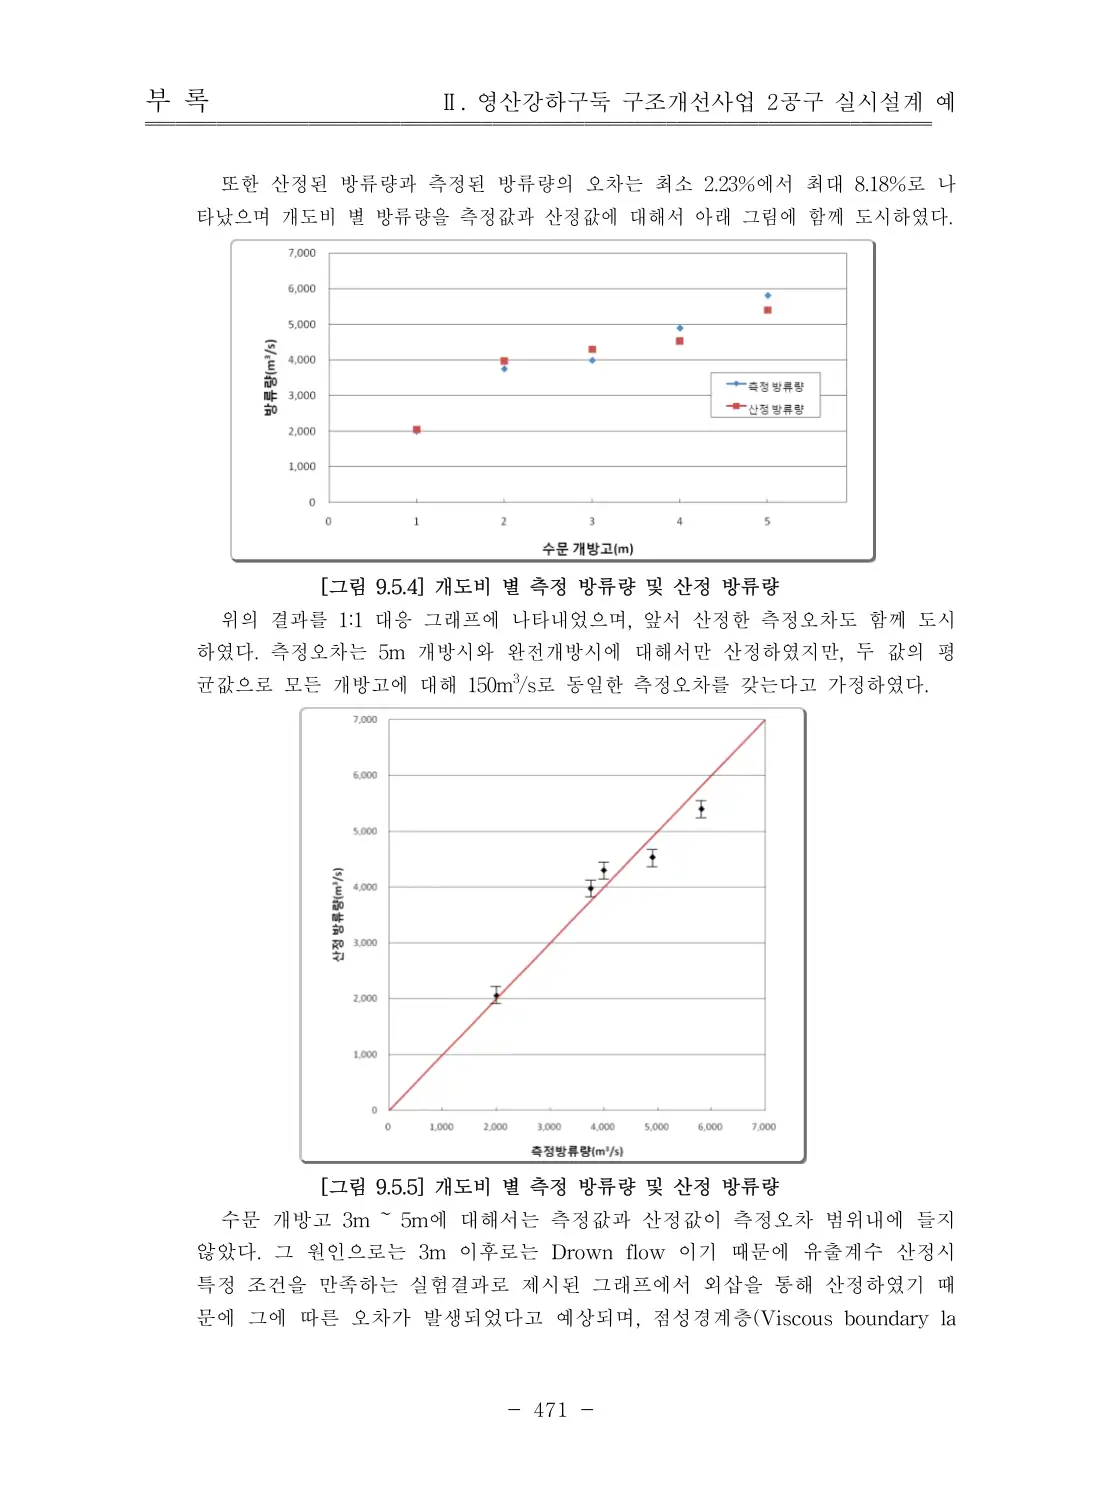 부 록 Ⅱ. 영산강하구둑 구조개선사업 2공구 실시설계 예
또한 산정된 방류량과 측정된 방류량의 오차는 최소 2.23%에서 최대 8.18%로 나
타났으며 개도비 별 방류량을 측정값과 산정값에 대해서 아래 그림에 함께 도시하였다.
7,000
6,000
5,000
4,000
3,000
2,000
1,000
0
방류량(m³/s)
측정 방류량
산정 방류량
0 1 2 3 4 5
수문 개방고(m)
[그림 9.5.4] 개도비 별 측정 방류량 및 산정 방류량
위의 결과를 1:1 대응 그래프에 나타내었으며, 앞서 산정한 측정오차도 함께 도시
하였다. 측정오차는 5m 개방시와 완전개방시에 대해서만 산정하였지만, 두 값의 평
균값으로 모든 개방고에 대해 150m³/s로 동일한 측정오차를 갖는다고 가정하였다.
7,000
6,000
5,000
4,000
3,000
2,000
1,000
0
산정 방류량(m³/s)
0 1,000 2,000 3,000 4,000 5,000 6,000 7,000
측정방류량(m³/s)
[그림 9.5.5] 개도비 별 측정 방류량 및 산정 방류량
수문 개방고 3m ~ 5m에 대해서는 측정값과 산정값이 측정오차 범위내에 들지
않았다. 그 원인으로는 3m 이후로는 Drown flow 이기 때문에 유출계수 산정시
특정 조건을 만족하는 실험결과로 제시된 그래프에서 외삽을 통해 산정하였기 때
문에 그에 따른 오차가 발생되었다고 예상되며, 점성경계층(Viscous boundary la
- 471 -